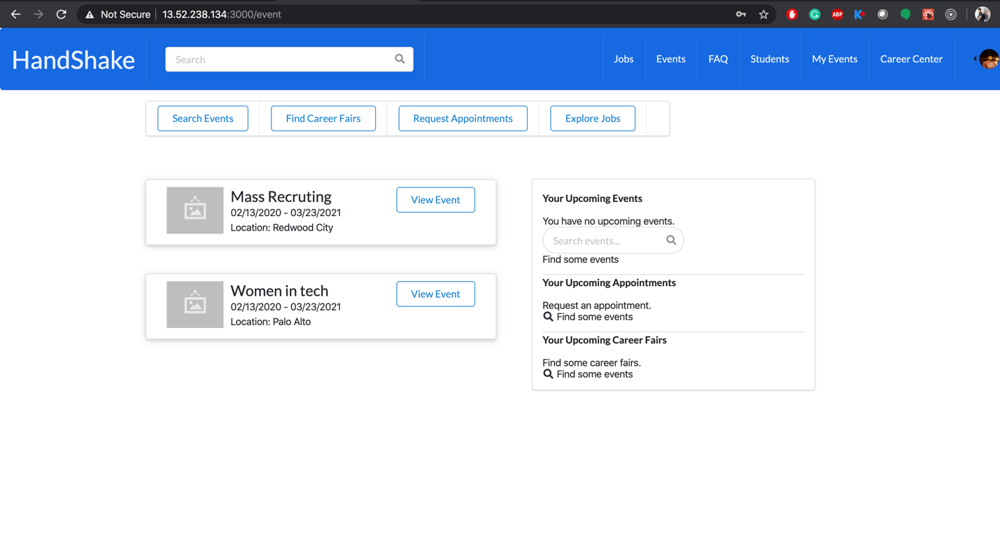 Not Secure 13.52.238.134:3000/event
ABP
HandShake
Search
Jobs Events FAQ Students My Events Career Center
Search Events Find Career Fairs Request Appointments Explore Jobs
Mass Recruting
View Event
02/13/2020 - 03/23/2021
Location: Redwood City
Women in tech
View Event
02/13/2020 - 03/23/2021
Location: Palo Alto
Your Upcoming Events
You have no upcoming events.
Search events...
Find some events
Your Upcoming Appointments
Request an appointment.
Find some events
Your Upcoming Career Fairs
Find some career fairs.
Find some events